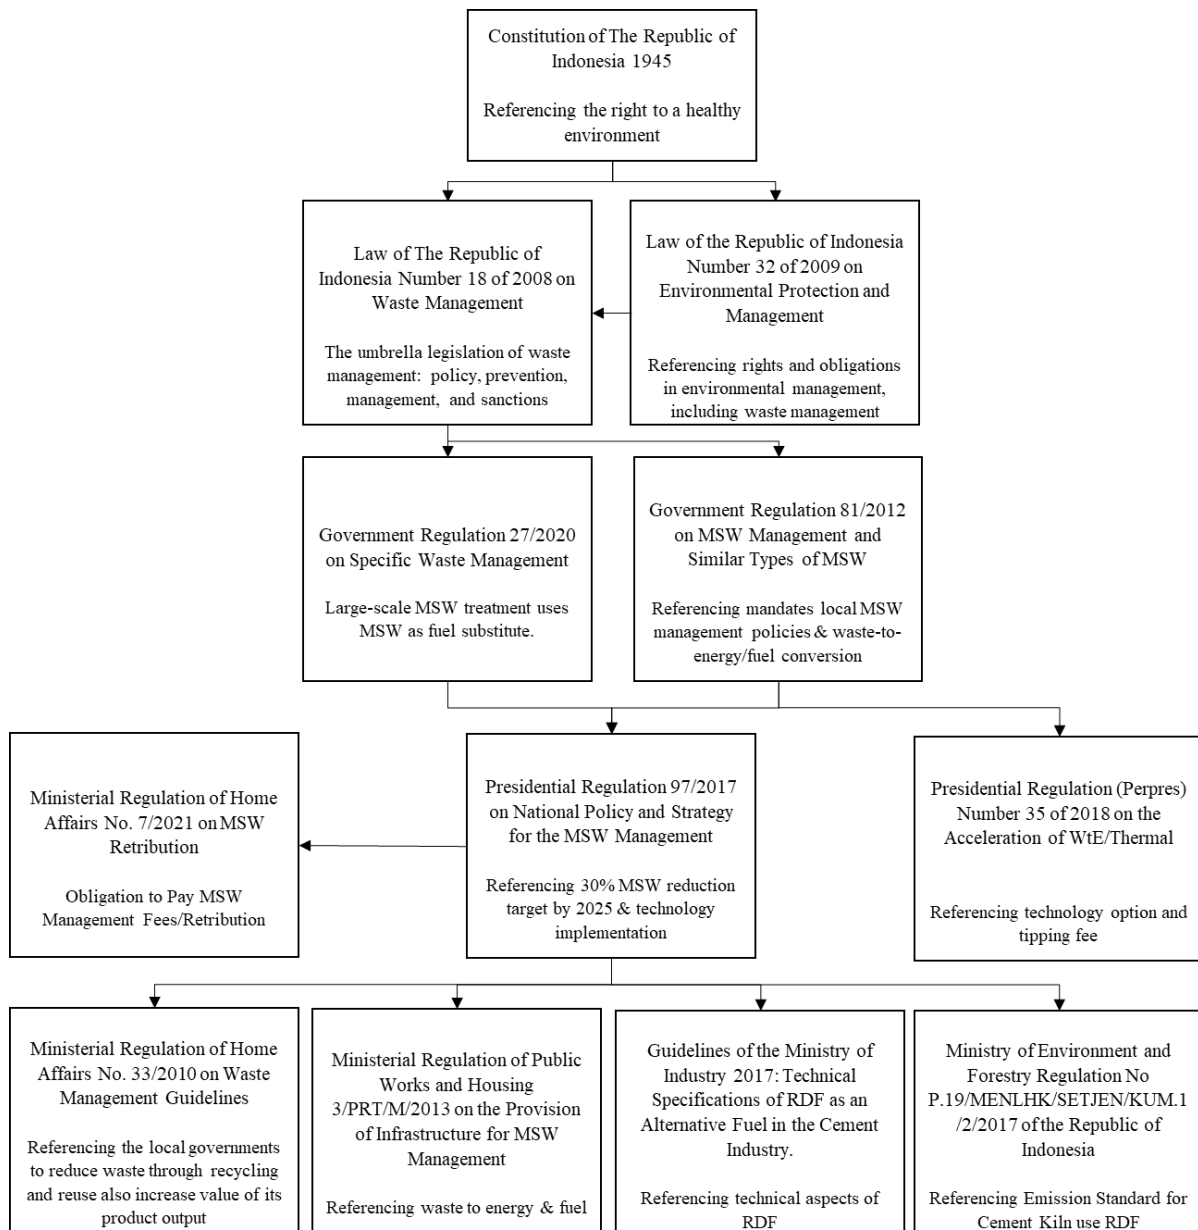 Constitution of The Republic of
Indonesia 1945
Referencing the right to a healthy
environment
Law of The Republic of
Indonesia Number 18 of 2008 on
Waste Management
The umbrella legislation of waste
management: policy, prevention,
management, and sanctions
Law of the Republic of Indonesia
Number 32 of 2009 on
Environmental Protection and
Management
Referencing rights and obligations
in environmental management,
including waste management
Government Regulation 27/2020
on Specific Waste Management
Large-scale MSW treatment uses
MSW as fuel substitute.
Government Regulation 81/2012
on MSW Management and
Similar Types of MSW
Referencing mandates local MSW
management policies & waste-to-
energy/fuel conversion
Ministerial Regulation of Home
Affairs No. 7/2021 on MSW
Retribution
Obligation to Pay MSW
Management Fees/Retribution
Presidential Regulation 97/2017
on National Policy and Strategy
for the MSW Management
Referencing 30% MSW reduction
target by 2025 & technology
implementation
Presidential Regulation (Perpres)
Number 35 of 2018 on the
Acceleration of WtE/Thermal
Referencing technology option and
tipping fee
Ministerial Regulation of Home
Affairs No. 33/2010 on Waste
Management Guidelines
Referencing the local governments
to reduce waste through recycling
and reuse also increase value of its
product output
Ministerial Regulation of Public
Works and Housing
3/PRT/M/2013 on the Provision
of Infrastructure for MSW
Management
Referencing waste to energy & fuel
Guidelines of the Ministry of
Industry 2017: Technical
Specifications of RDF as an
Alternative Fuel in the Cement
Industry.
Referencing technical aspects of
RDF
Ministry of Environment and
Forestry Regulation No
P.19/MENLHK/SETJEN/KUM.1
/2/2017 of the Republic of
Indonesia
Referencing Emission Standard for
Cement Kiln use RDF